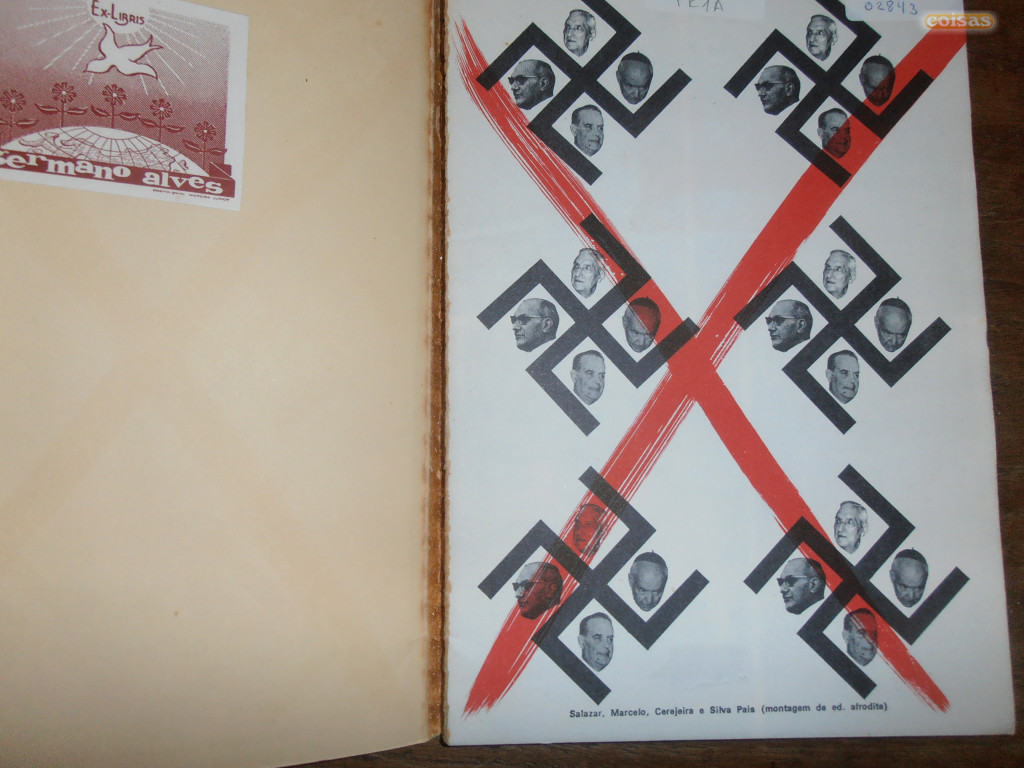 Ex-Libris
Germano alves
02843
coisas
Salazar, Marcelo, Cerejeira e Silva Pais (montagem de ed. afrodite)